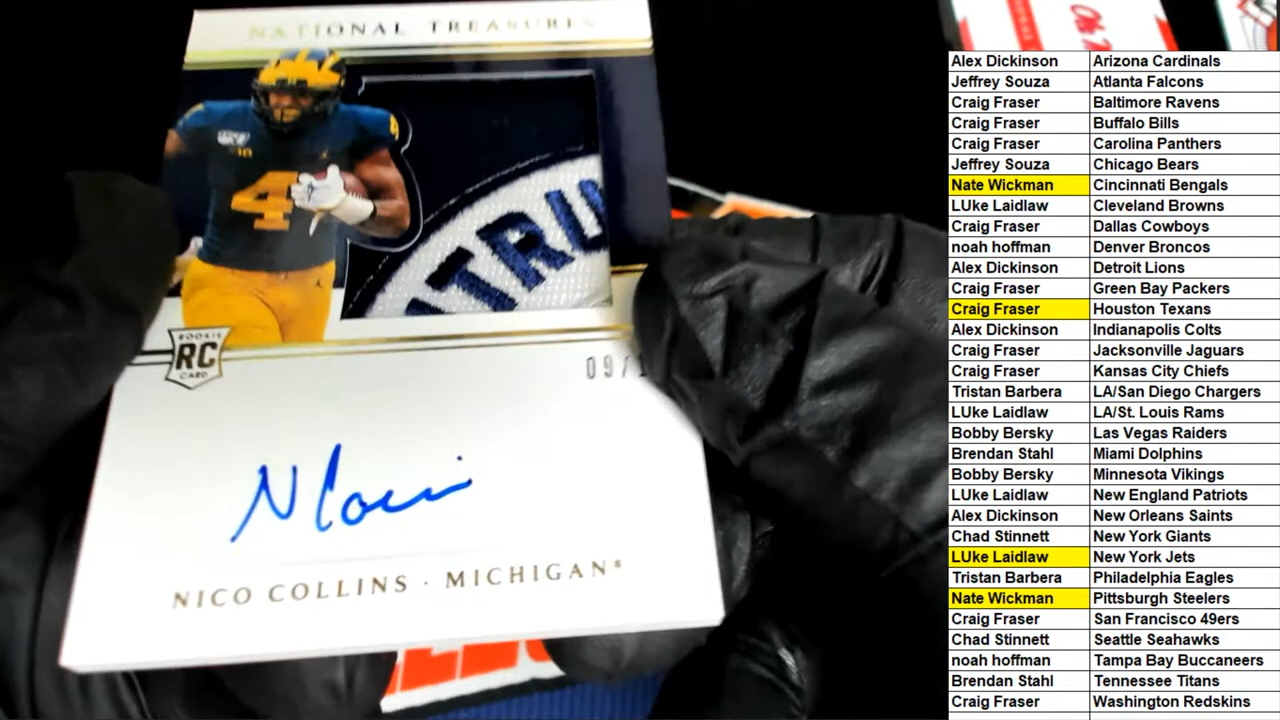 NATIONAL TREASURES
4
TRU
ROOKIE
RC
CARD
09/1
N Collins
NICO COLLINS · MICHIGAN®
Alex Dickinson Arizona Cardinals
Jeffrey Souza Atlanta Falcons
Craig Fraser Baltimore Ravens
Craig Fraser Buffalo Bills
Craig Fraser Carolina Panthers
Jeffrey Souza Chicago Bears
Nate Wickman Cincinnati Bengals
LUke Laidlaw Cleveland Browns
Craig Fraser Dallas Cowboys
noah hoffman Denver Broncos
Alex Dickinson Detroit Lions
Craig Fraser Green Bay Packers
Craig Fraser Houston Texans
Alex Dickinson Indianapolis Colts
Craig Fraser Jacksonville Jaguars
Craig Fraser Kansas City Chiefs
Tristan Barbera LA/San Diego Chargers
LUke Laidlaw LA/St. Louis Rams
Bobby Bersky Las Vegas Raiders
Brendan Stahl Miami Dolphins
Bobby Bersky Minnesota Vikings
LUke Laidlaw New England Patriots
Alex Dickinson New Orleans Saints
Chad Stinnett New York Giants
LUke Laidlaw New York Jets
Tristan Barbera Philadelphia Eagles
Nate Wickman Pittsburgh Steelers
Craig Fraser San Francisco 49ers
Chad Stinnett Seattle Seahawks
noah hoffman Tampa Bay Buccaneers
Brendan Stahl Tennessee Titans
Craig Fraser Washington Redskins